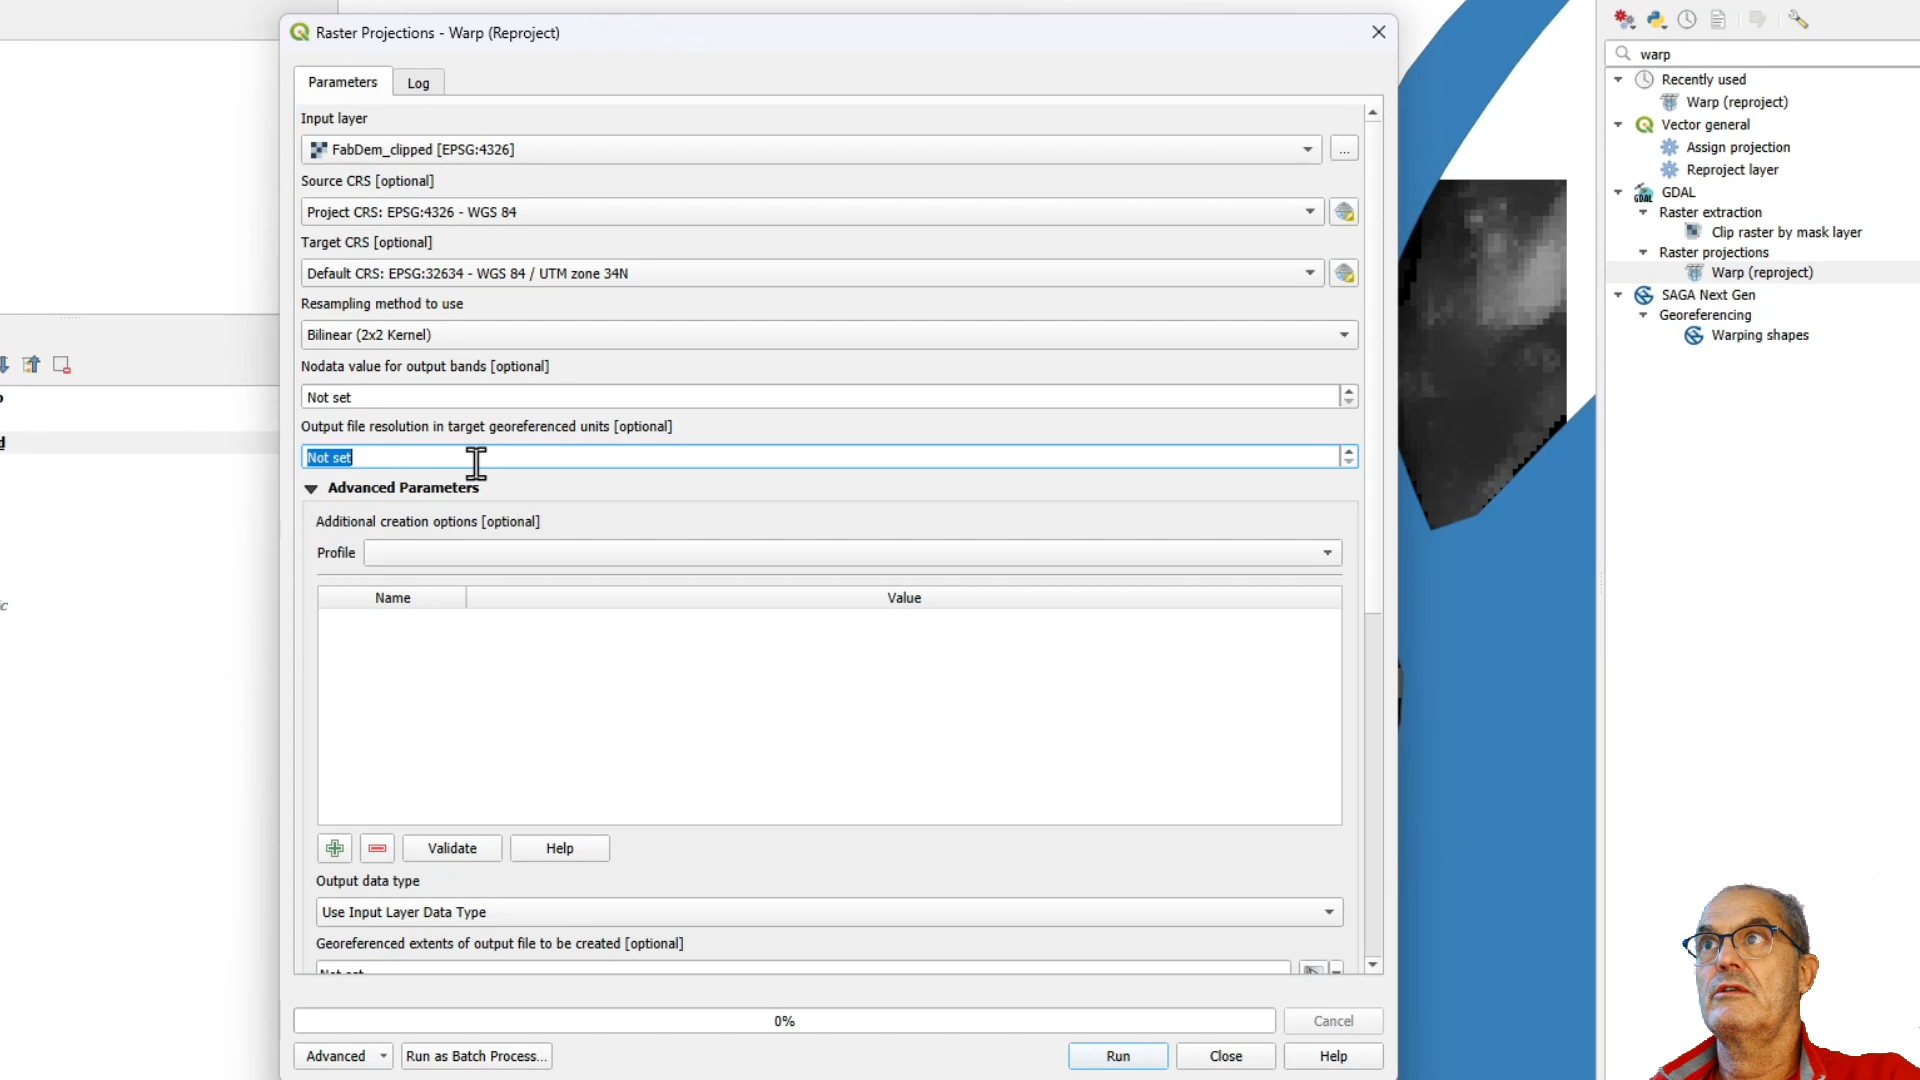 Raster Projections - Warp (Reproject)
Parameters
Log
Input layer
FabDem_clipped [EPSG:4326]
...
Source CRS [optional]
Project CRS: EPSG:4326 - WGS 84
Target CRS [optional]
Default CRS: EPSG:32634 - WGS 84 / UTM zone 34N
Resampling method to use
Bilinear (2x2 Kernel)
Nodata value for output bands [optional]
Not set
Output file resolution in target georeferenced units [optional]
Not set
Advanced Parameters
Additional creation options [optional]
Profile
Name Value
Validate
Help
Output data type
Use Input Layer Data Type
Georeferenced extents of output file to be created [optional]
Not set
0%
Cancel
Advanced
Run as Batch Process...
Run
Close
Help
warp
Recently used
Warp (reproject)
Vector general
Assign projection
Reproject layer
GDAL
Raster extraction
Clip raster by mask layer
Raster projections
Warp (reproject)
SAGA Next Gen
Georeferencing
Warping shapes